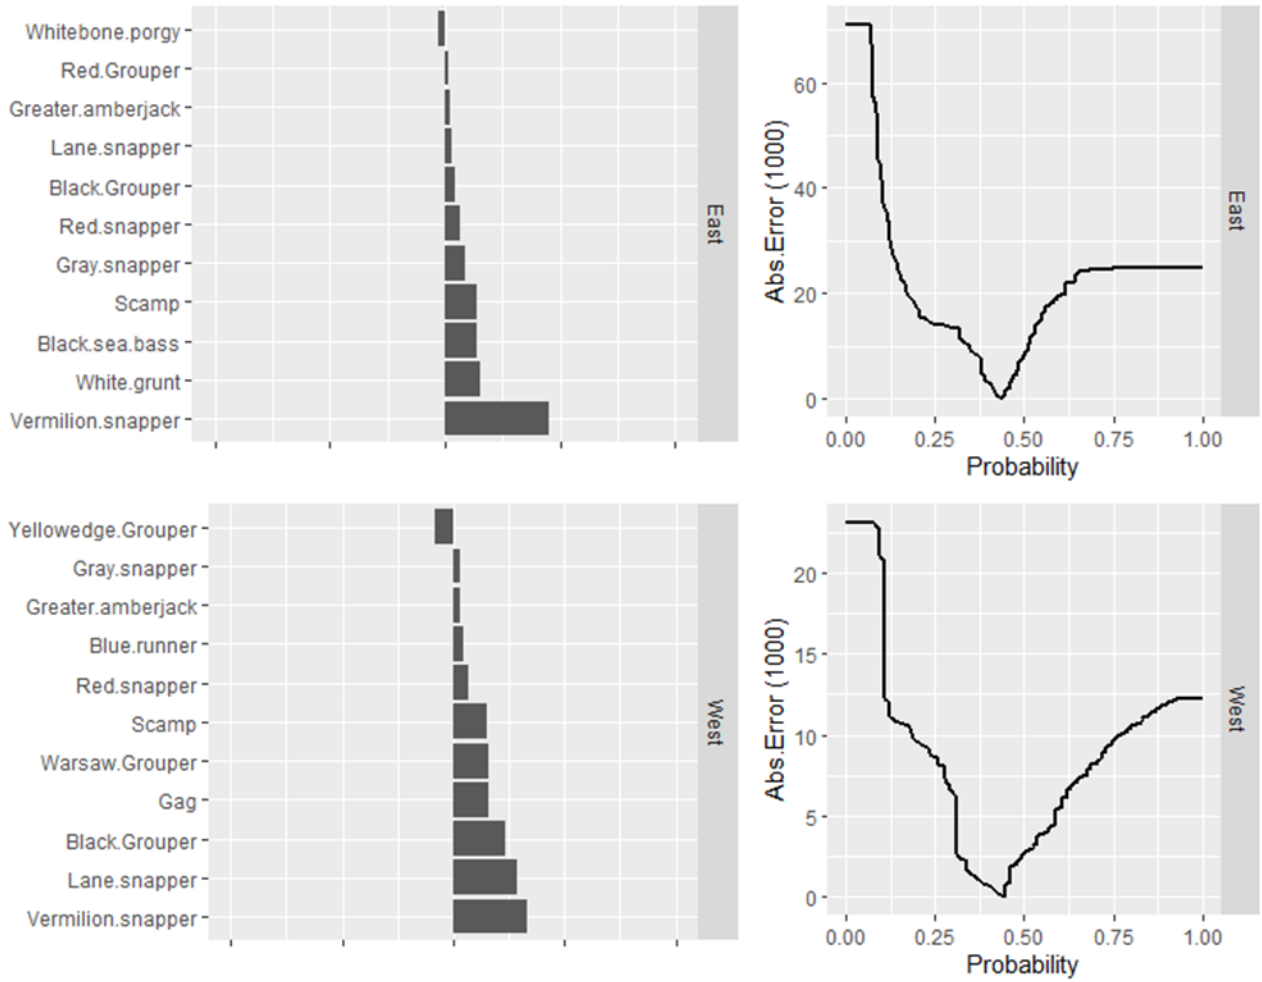 Whitebone.porgy
Red.Grouper
Greater.amberjack
Lane.snapper
Black.Grouper
Red.snapper
Gray.snapper
Scamp
Black.sea.bass
White.grunt
Vermilion.snapper
East
Abs.Error (1000)
60
40
20
0
0.00 0.25 0.50 0.75 1.00
Probability
East
Yellowedge.Grouper
Gray.snapper
Greater.amberjack
Blue.runner
Red.snapper
Scamp
Warsaw.Grouper
Gag
Black.Grouper
Lane.snapper
Vermilion.snapper
West
Abs.Error (1000)
20
15
10
5
0
0.00 0.25 0.50 0.75 1.00
Probability
West